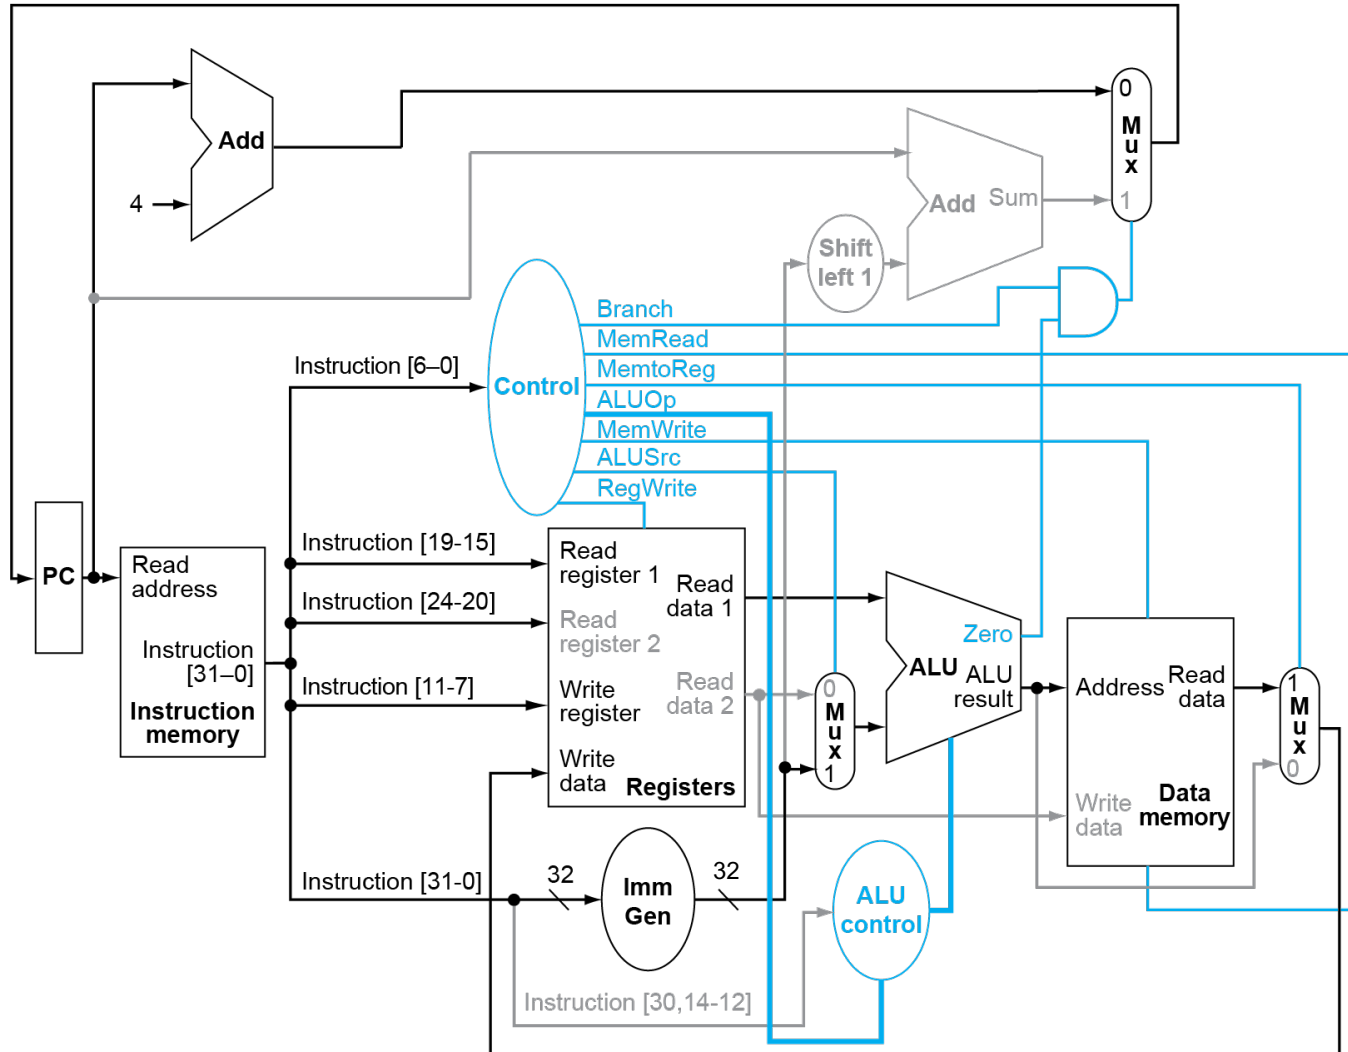 0
Mux
1
Add
4
Add
Sum
Shift
left 1
Branch
MemRead
MemtoReg
ALUOp
MemWrite
ALUSrc
RegWrite
Control
Instruction [6–0]
PC
Read
address
Instruction
[31–0]
Instruction
memory
Instruction [19-15]
Instruction [24-20]
Instruction [11-7]
Instruction [31-0]
Read
register 1
Read
register 2
Write
register
Write
data
Read
data 1
Read
data 2
Registers
0
Mux
1
Zero
ALU
ALU
result
Address
Read
data
Write
data
Data
memory
1
Mux
0
32
Imm
Gen
32
ALU
control
Instruction [30,14-12]